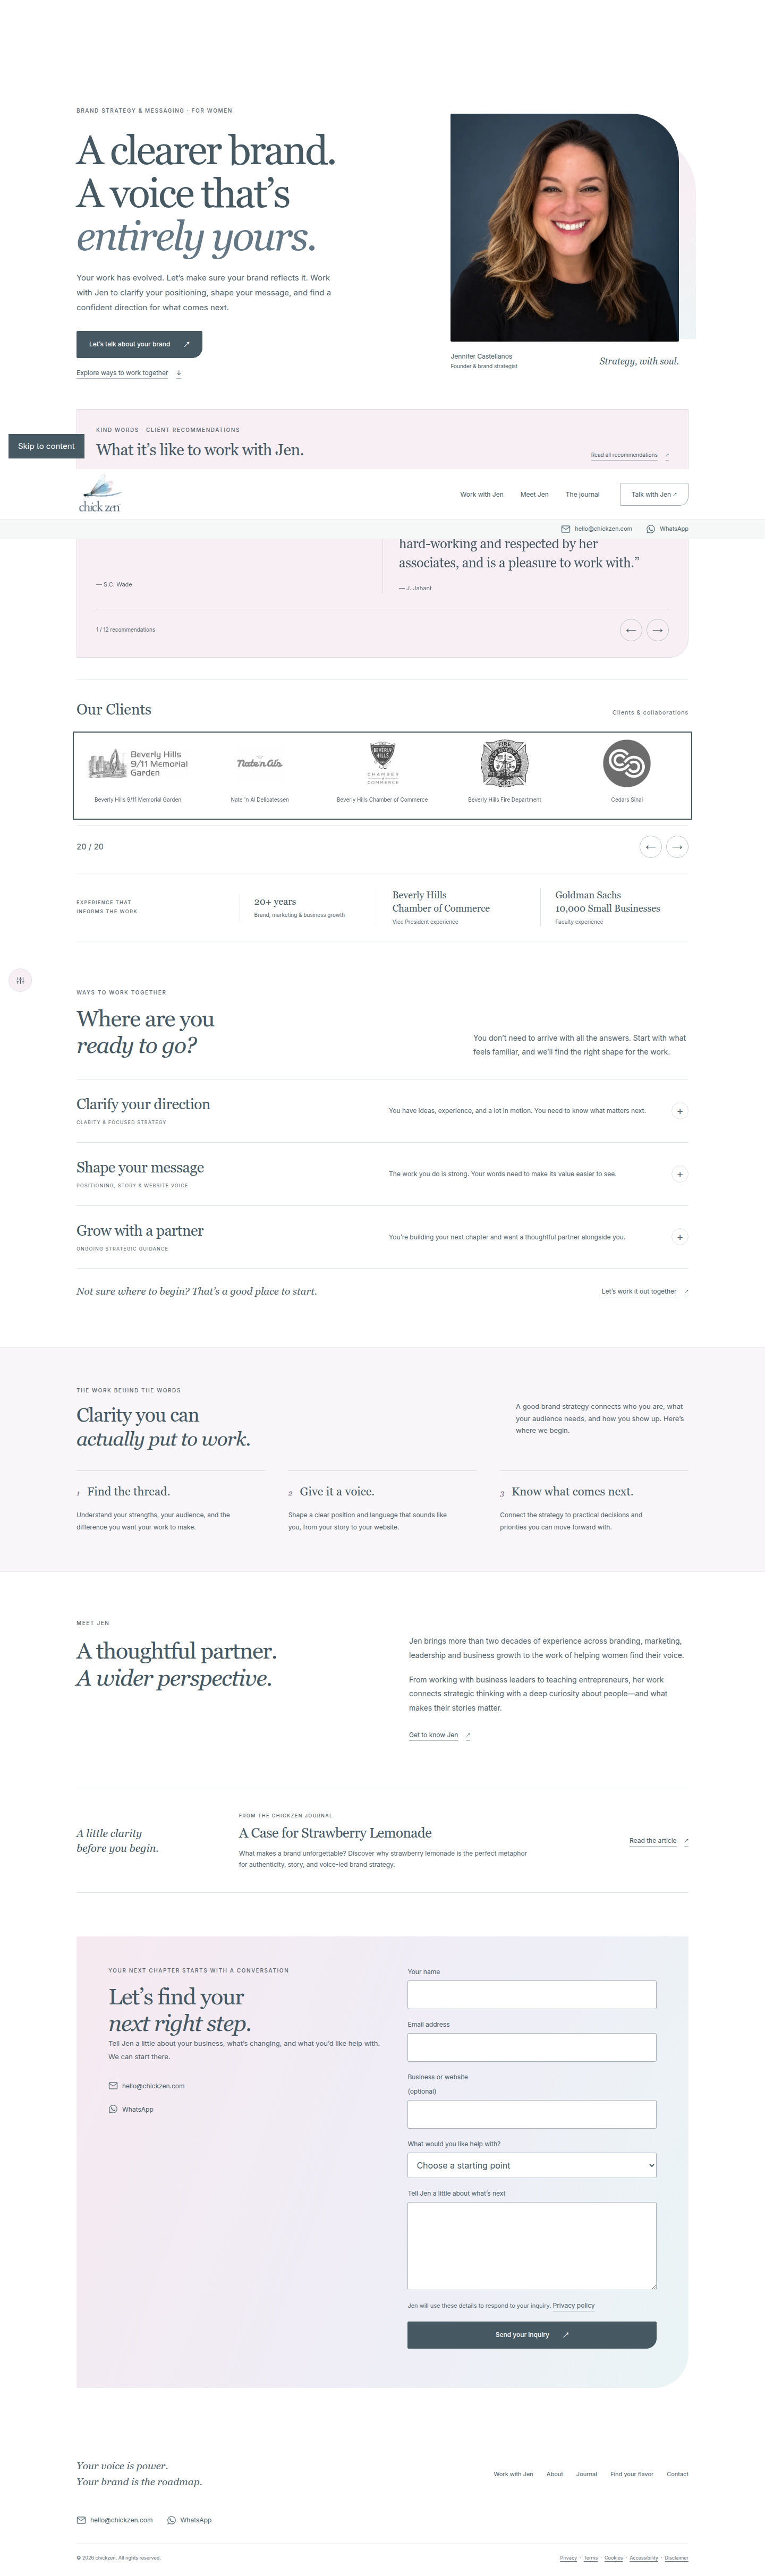 BRAND STRATEGY & MESSAGING · FOR WOMEN
A clearer brand.
A voice that’s
entirely yours.
Your work has evolved. Let’s make sure your brand reflects it. Work
with Jen to clarify your positioning, shape your message, and find a
confident direction for what comes next.
Let’s talk about your brand ↗
Explore ways to work together ↓
Jennifer Castellanos
Founder & brand strategist
Strategy, with soul.
KIND WORDS · CLIENT RECOMMENDATIONS
What it’s like to work with Jen.
Read all recommendations ↗
Skip to content
chick zen
Work with Jen
Meet Jen
The journal
Talk with Jen ↗
hello@chickzen.com
WhatsApp
hard-working and respected by her
associates, and is a pleasure to work with.”
— S.C. Wade
— J. Jahant
1 / 12 recommendations
← →
Our Clients
Clients & collaborations
Beverly Hills
9/11 Memorial
Garden
Nate'n Al's
BEVERLY
HILLS
CHAMBER
of
COMMERCE
FIRE
DEPT
Beverly Hills 9/11 Memorial Garden
Nate ’n Al Delicatessen
Beverly Hills Chamber of Commerce
Beverly Hills Fire Department
Cedars Sinai
20 / 20
← →
EXPERIENCE THAT
INFORMS THE WORK
20+ years
Brand, marketing & business growth
Beverly Hills
Chamber of Commerce
Vice President experience
Goldman Sachs
10,000 Small Businesses
Faculty experience
WAYS TO WORK TOGETHER
Where are you
ready to go?
You don’t need to arrive with all the answers. Start with what
feels familiar, and we’ll find the right shape for the work.
Clarify your direction
CLARITY & FOCUSED STRATEGY
You have ideas, experience, and a lot in motion. You need to know what matters next.
+
Shape your message
POSITIONING, STORY & WEBSITE VOICE
The work you do is strong. Your words need to make its value easier to see.
+
Grow with a partner
ONGOING STRATEGIC GUIDANCE
You’re building your next chapter and want a thoughtful partner alongside you.
+
Not sure where to begin? That’s a good place to start.
Let’s work it out together ↗
THE WORK BEHIND THE WORDS
Clarity you can
actually put to work.
A good brand strategy connects who you are, what
your audience needs, and how you show up. Here’s
where we begin.
1 Find the thread.
Understand your strengths, your audience, and the
difference you want your work to make.
2 Give it a voice.
Shape a clear position and language that sounds like
you, from your story to your website.
3 Know what comes next.
Connect the strategy to practical decisions and
priorities you can move forward with.
MEET JEN
A thoughtful partner.
A wider perspective.
Jen brings more than two decades of experience across branding, marketing,
leadership and business growth to the work of helping women find their voice.
From working with business leaders to teaching entrepreneurs, her work
connects strategic thinking with a deep curiosity about people—and what
makes their stories matter.
Get to know Jen ↗
A little clarity
before you begin.
FROM THE CHICKZEN JOURNAL
A Case for Strawberry Lemonade
What makes a brand unforgettable? Discover why strawberry lemonade is the perfect metaphor
for authenticity, story, and voice-led brand strategy.
Read the article ↗
YOUR NEXT CHAPTER STARTS WITH A CONVERSATION
Let’s find your
next right step.
Tell Jen a little about your business, what’s changing, and what you’d like help with.
We can start there.
hello@chickzen.com
WhatsApp
Your name
Email address
Business or website
(optional)
What would you like help with?
Choose a starting point
Tell Jen a little about what’s next
Jen will use these details to respond to your inquiry. Privacy policy
Send your inquiry ↗
Your voice is power.
Your brand is the roadmap.
Work with Jen
About
Journal
Find your flavor
Contact
hello@chickzen.com
WhatsApp
© 2026 chickzen. All rights reserved.
Privacy · Terms · Cookies · Accessibility · Disclaimer